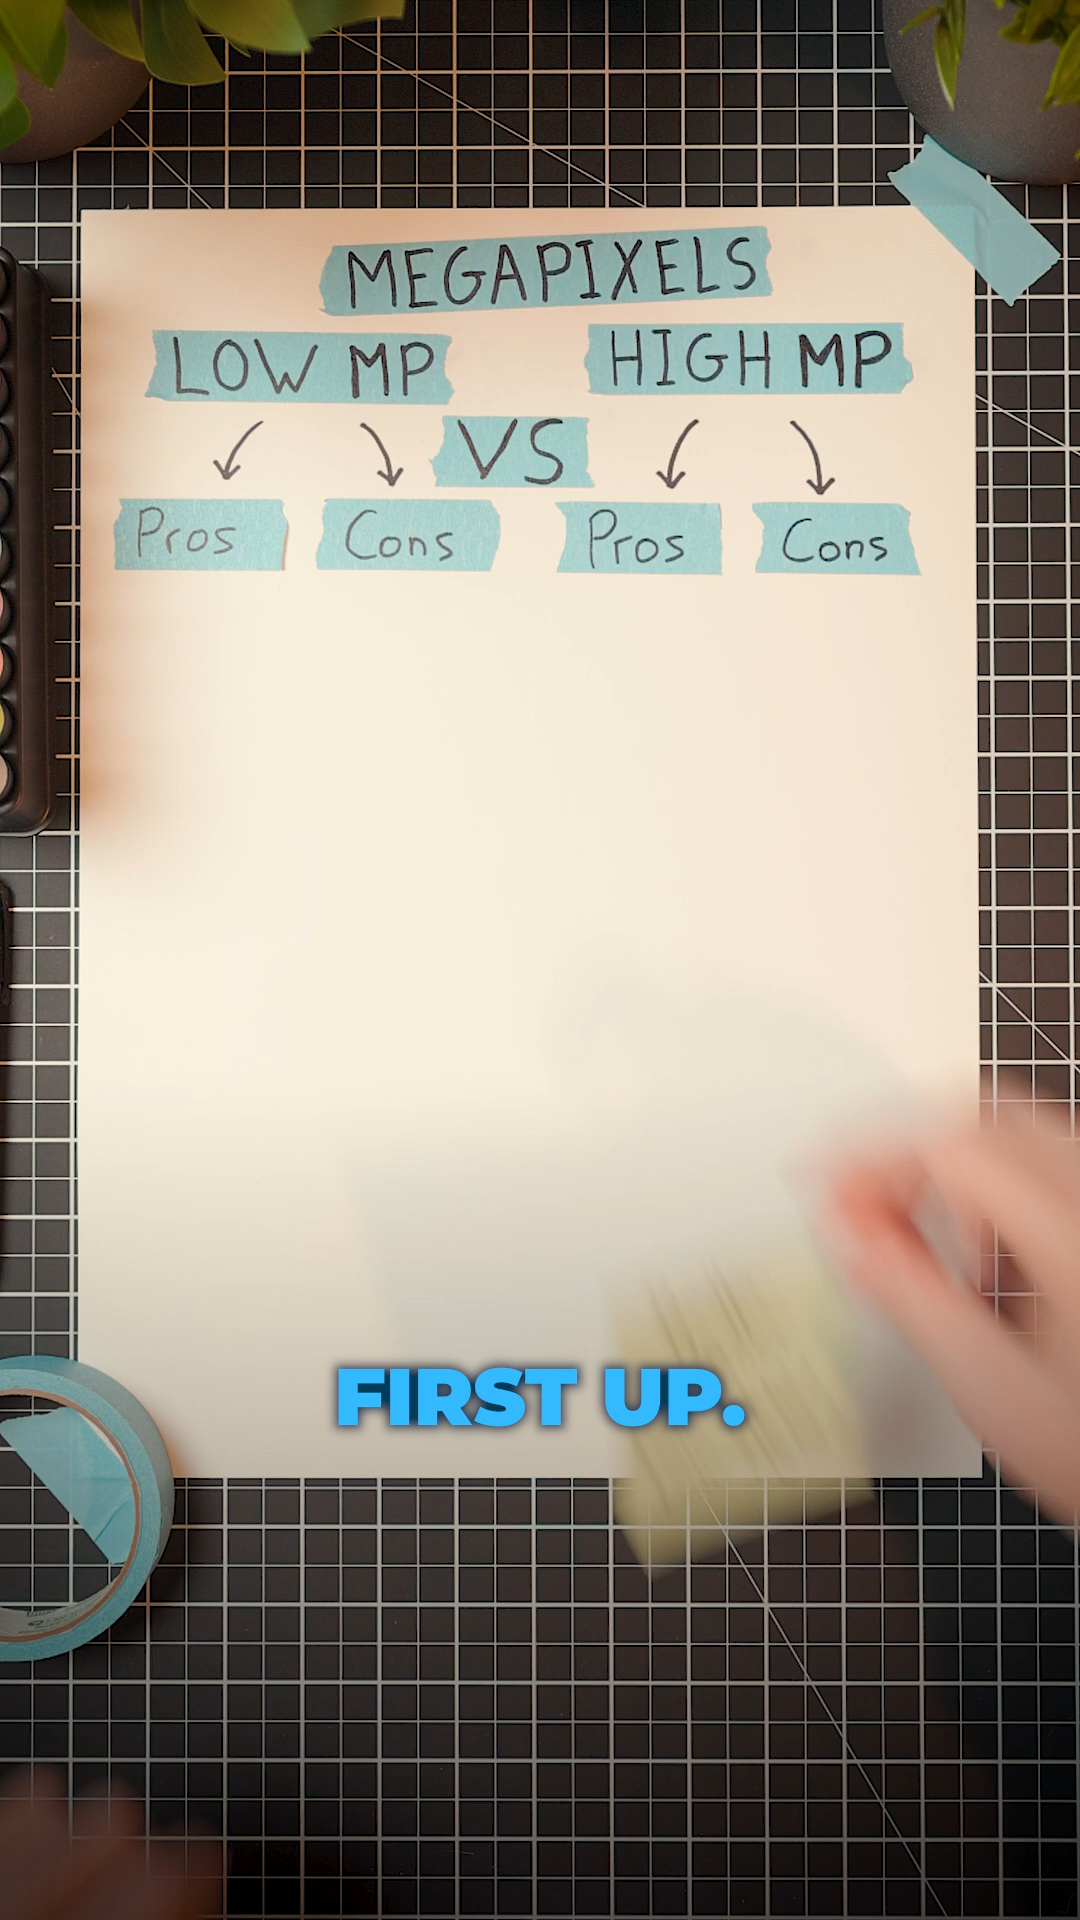 MEGAPIXELS
LOW MP HIGH MP
VS
Pros Cons Pros Cons
FIRST UP.